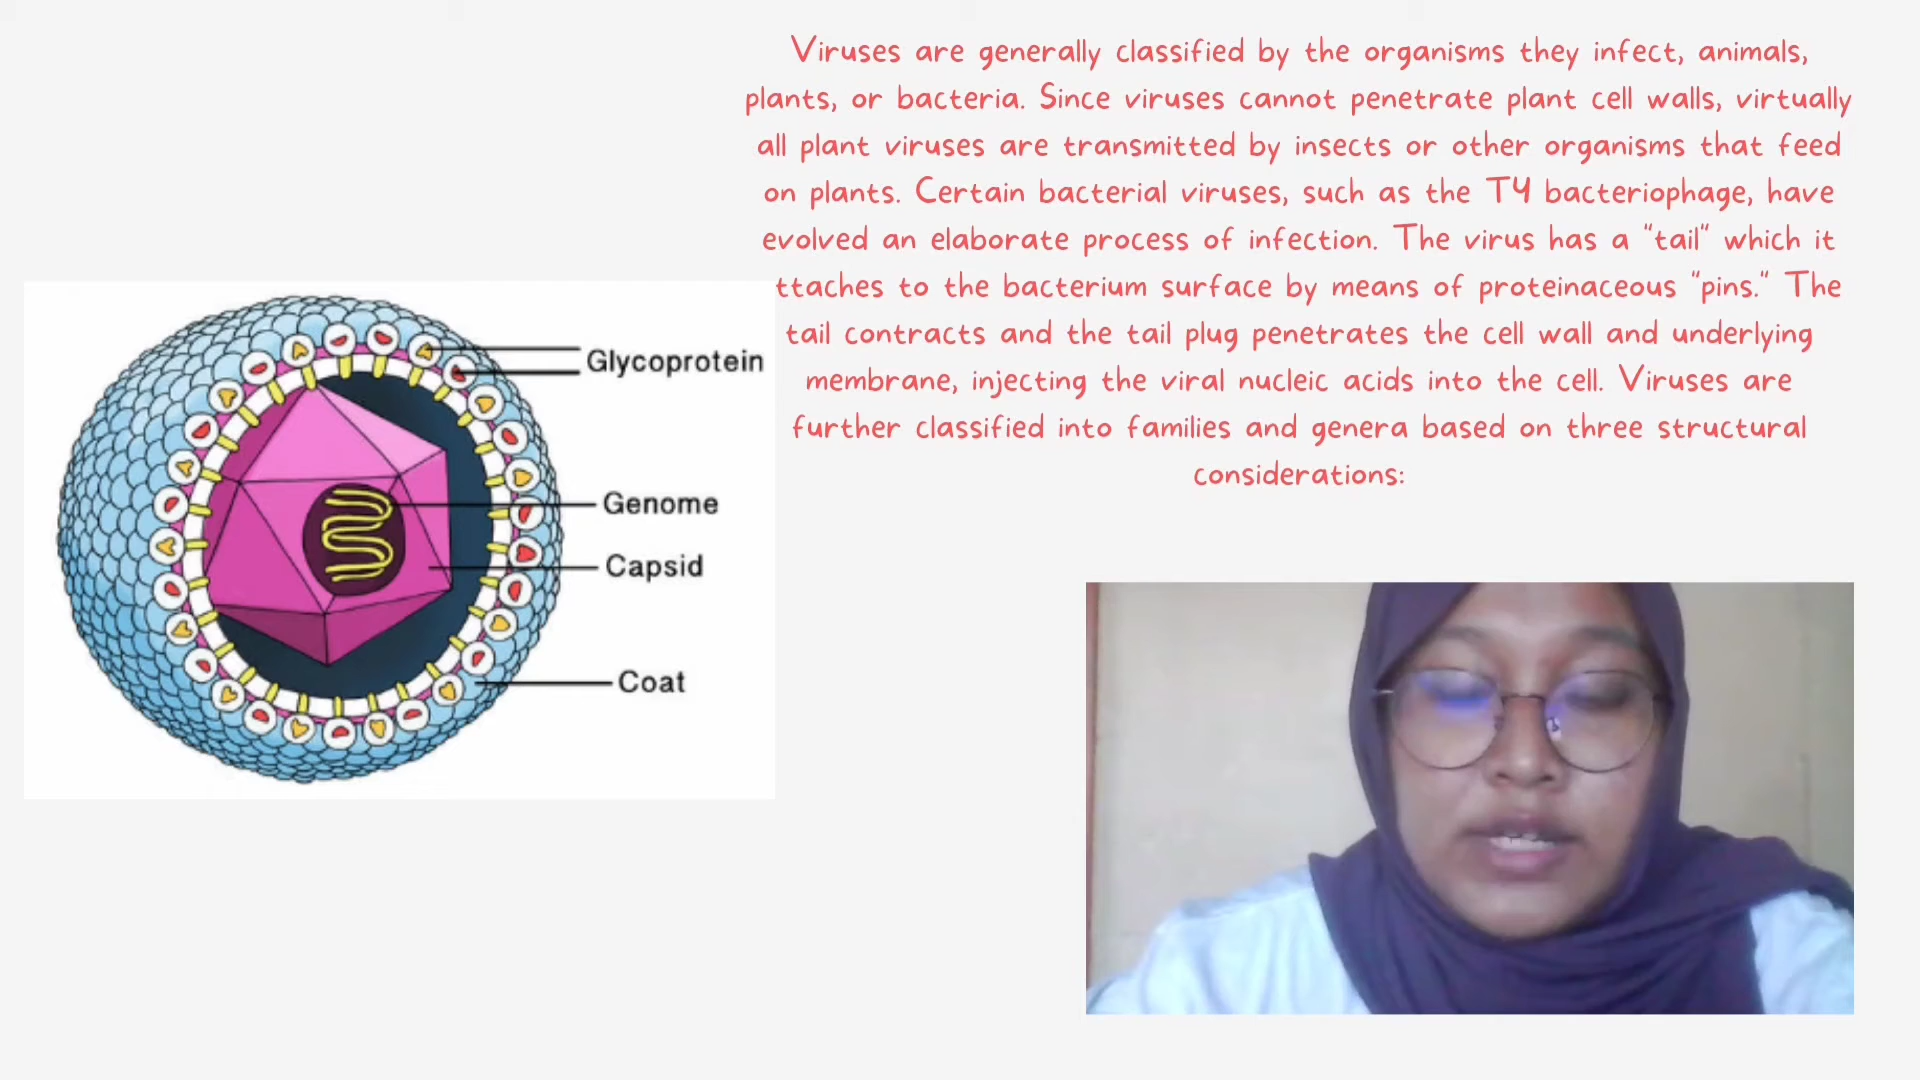 Viruses are generally classified by the organisms they infect, animals,
plants, or bacteria. Since viruses cannot penetrate plant cell walls, virtually
all plant viruses are transmitted by insects or other organisms that feed
on plants. Certain bacterial viruses, such as the T4 bacteriophage, have
evolved an elaborate process of infection. The virus has a "tail" which it
ttaches to the bacterium surface by means of proteinaceous "pins." The
tail contracts and the tail plug penetrates the cell wall and underlying
membrane, injecting the viral nucleic acids into the cell. Viruses are
further classified into families and genera based on three structural
considerations:
Glycoprotein
Genome
Capsid
Coat